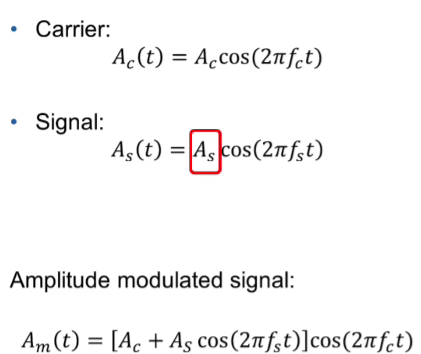 • Carrier:
A_c(t) = A_c cos(2πf_c t)
• Signal:
A_s(t) = A_s cos(2πf_s t)
Amplitude modulated signal:
A_m(t) = [A_c + A_S cos(2πf_s t)]cos(2πf_c t)